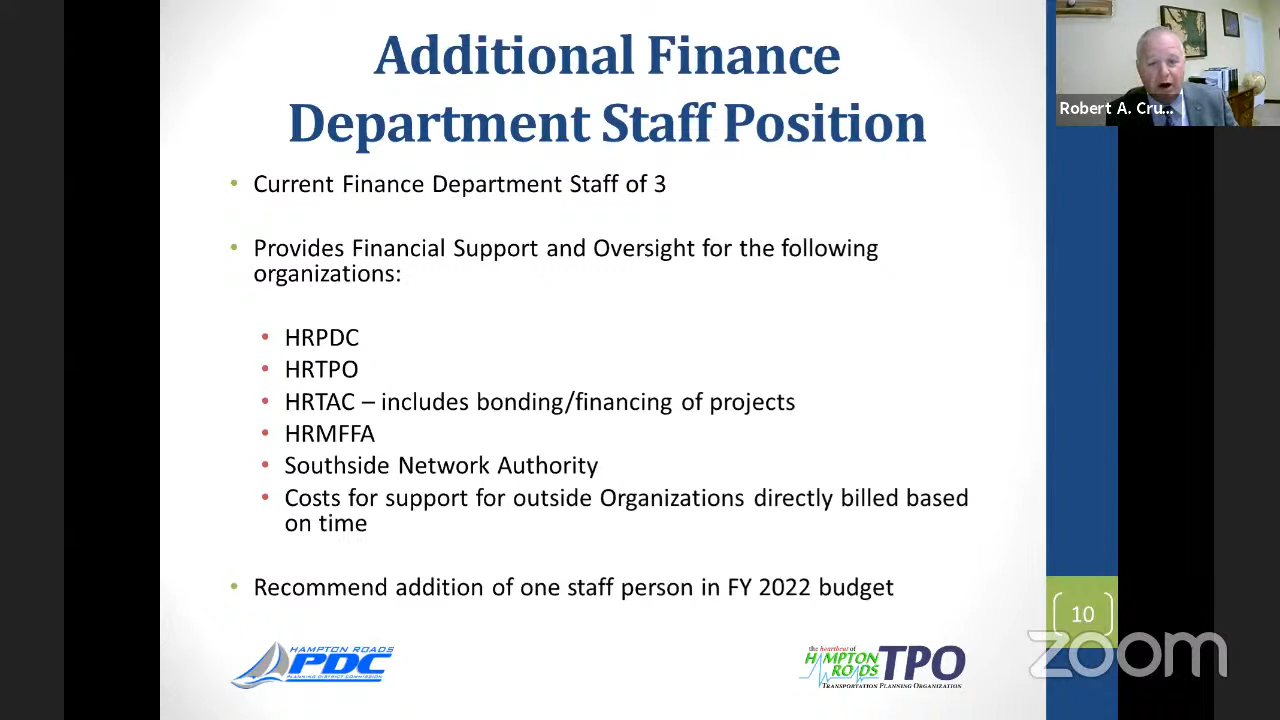 Additional Finance
Department Staff Position
Robert A. Cru...
• Current Finance Department Staff of 3
• Provides Financial Support and Oversight for the following
organizations:
• HRPDC
• HRTPO
• HRTAC – includes bonding/financing of projects
• HRMFFA
• Southside Network Authority
• Costs for support for outside Organizations directly billed based
on time
• Recommend addition of one staff person in FY 2022 budget
10
zoom
HAMPTON ROADS
PDC
PLANNING DISTRICT COMMISSION
the heartbeat of
HAMPTON
ROADS
TPO
TRANSPORTATION PLANNING ORGANIZATION